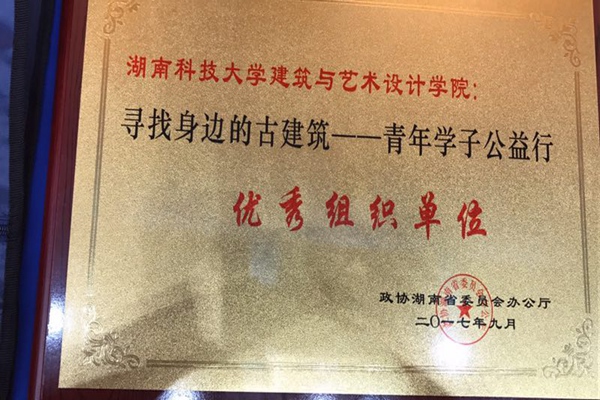 湖南科技大学建筑与艺术设计学院：
寻找身边的古建筑——青年学子公益行
优秀组织单位
政协湖南省委员会办公厅
二〇一七年九月